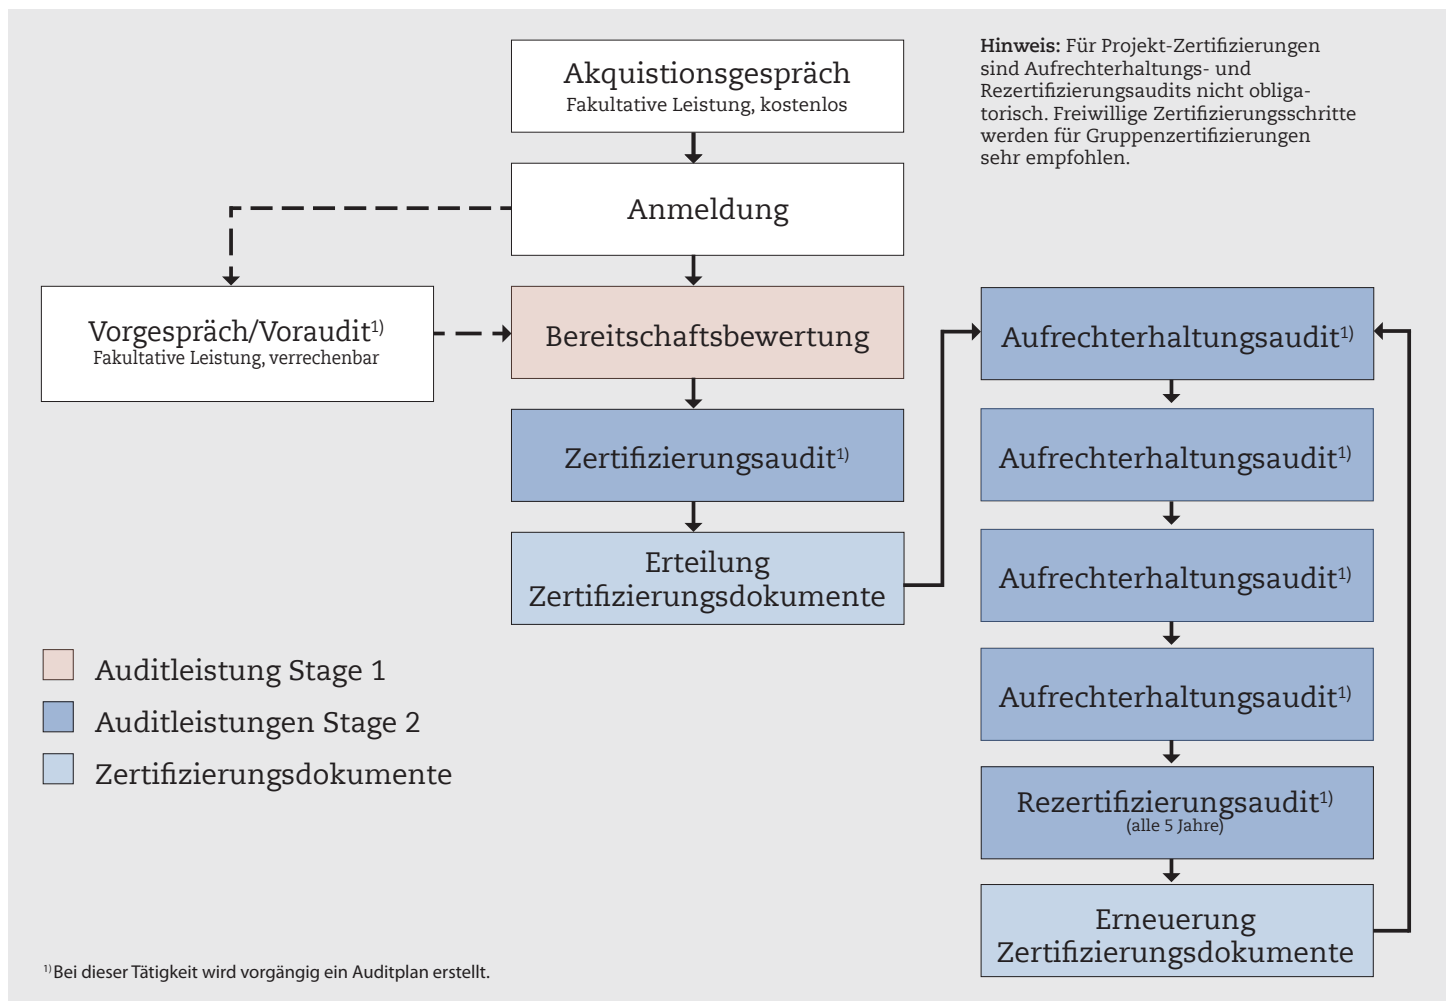 Akquistionsgespräch
Fakultative Leistung, kostenlos
Hinweis: Für Projekt-Zertifizierungen
sind Aufrechterhaltungs- und
Rezertifizierungsaudits nicht obliga-
torisch. Freiwillige Zertifizierungsschritte
werden für Gruppenzertifizierungen
sehr empfohlen.
Anmeldung
Vorgespräch/Voraudit1)
Fakultative Leistung, verrechenbar
Bereitschaftsbewertung
Zertifizierungsaudit1)
Erteilung
Zertifizierungsdokumente
Aufrechterhaltungsaudit1)
Aufrechterhaltungsaudit1)
Aufrechterhaltungsaudit1)
Aufrechterhaltungsaudit1)
Rezertifizierungsaudit1)
(alle 5 Jahre)
Erneuerung
Zertifizierungsdokumente
Auditleistung Stage 1
Auditleistungen Stage 2
Zertifizierungsdokumente
1) Bei dieser Tätigkeit wird vorgängig ein Auditplan erstellt.